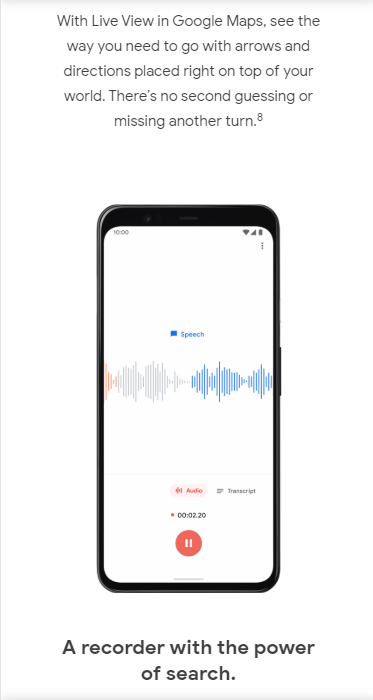 With Live View in Google Maps, see the
way you need to go with arrows and
directions placed right on top of your
world. There’s no second guessing or
missing another turn.⁸
10:00
Speech
Audio
Transcript
00:02.20
A recorder with the power
of search.